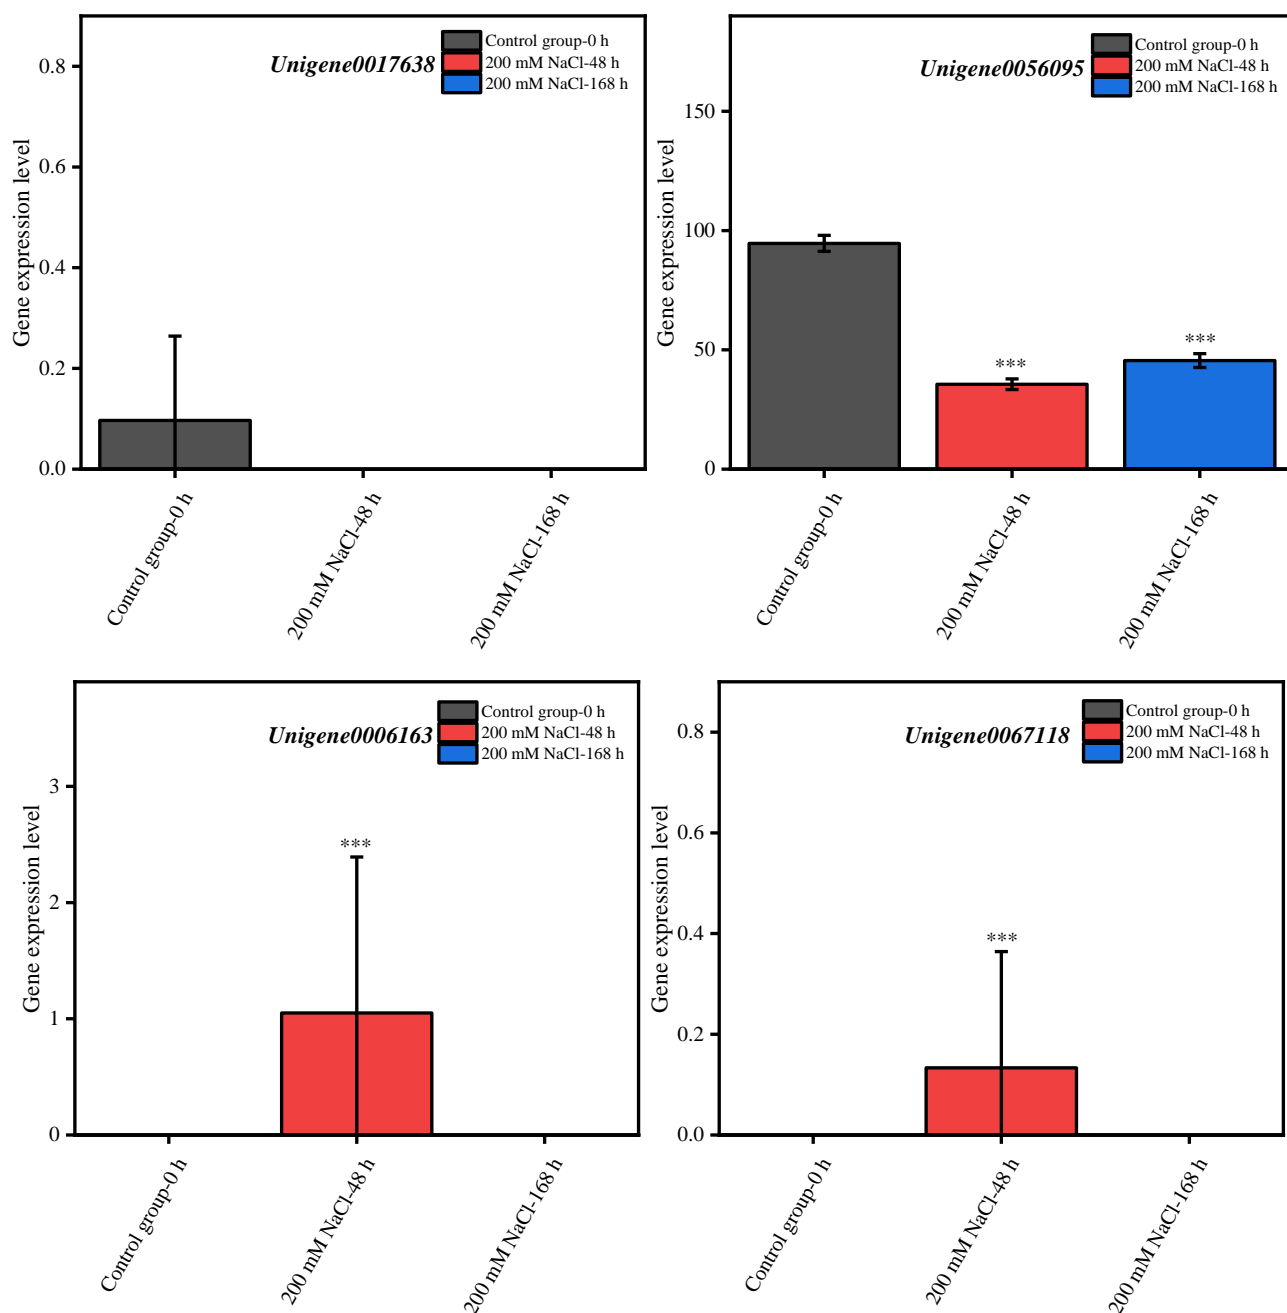 Unigene0017638
Control group-0 h
200 mM NaCl-48 h
200 mM NaCl-168 h
Gene expression level
0.8
0.6
0.4
0.2
0.0
Control group-0 h
200 mM NaCl-48 h
200 mM NaCl-168 h
Unigene0056095
Control group-0 h
200 mM NaCl-48 h
200 mM NaCl-168 h
Gene expression level
150
100
50
0
***
***
Control group-0 h
200 mM NaCl-48 h
200 mM NaCl-168 h
Unigene0006163
Control group-0 h
200 mM NaCl-48 h
200 mM NaCl-168 h
Gene expression level
3
2
1
0
***
Control group-0 h
200 mM NaCl-48 h
200 mM NaCl-168 h
Unigene0067118
Control group-0 h
200 mM NaCl-48 h
200 mM NaCl-168 h
Gene expression level
0.8
0.6
0.4
0.2
0.0
***
Control group-0 h
200 mM NaCl-48 h
200 mM NaCl-168 h